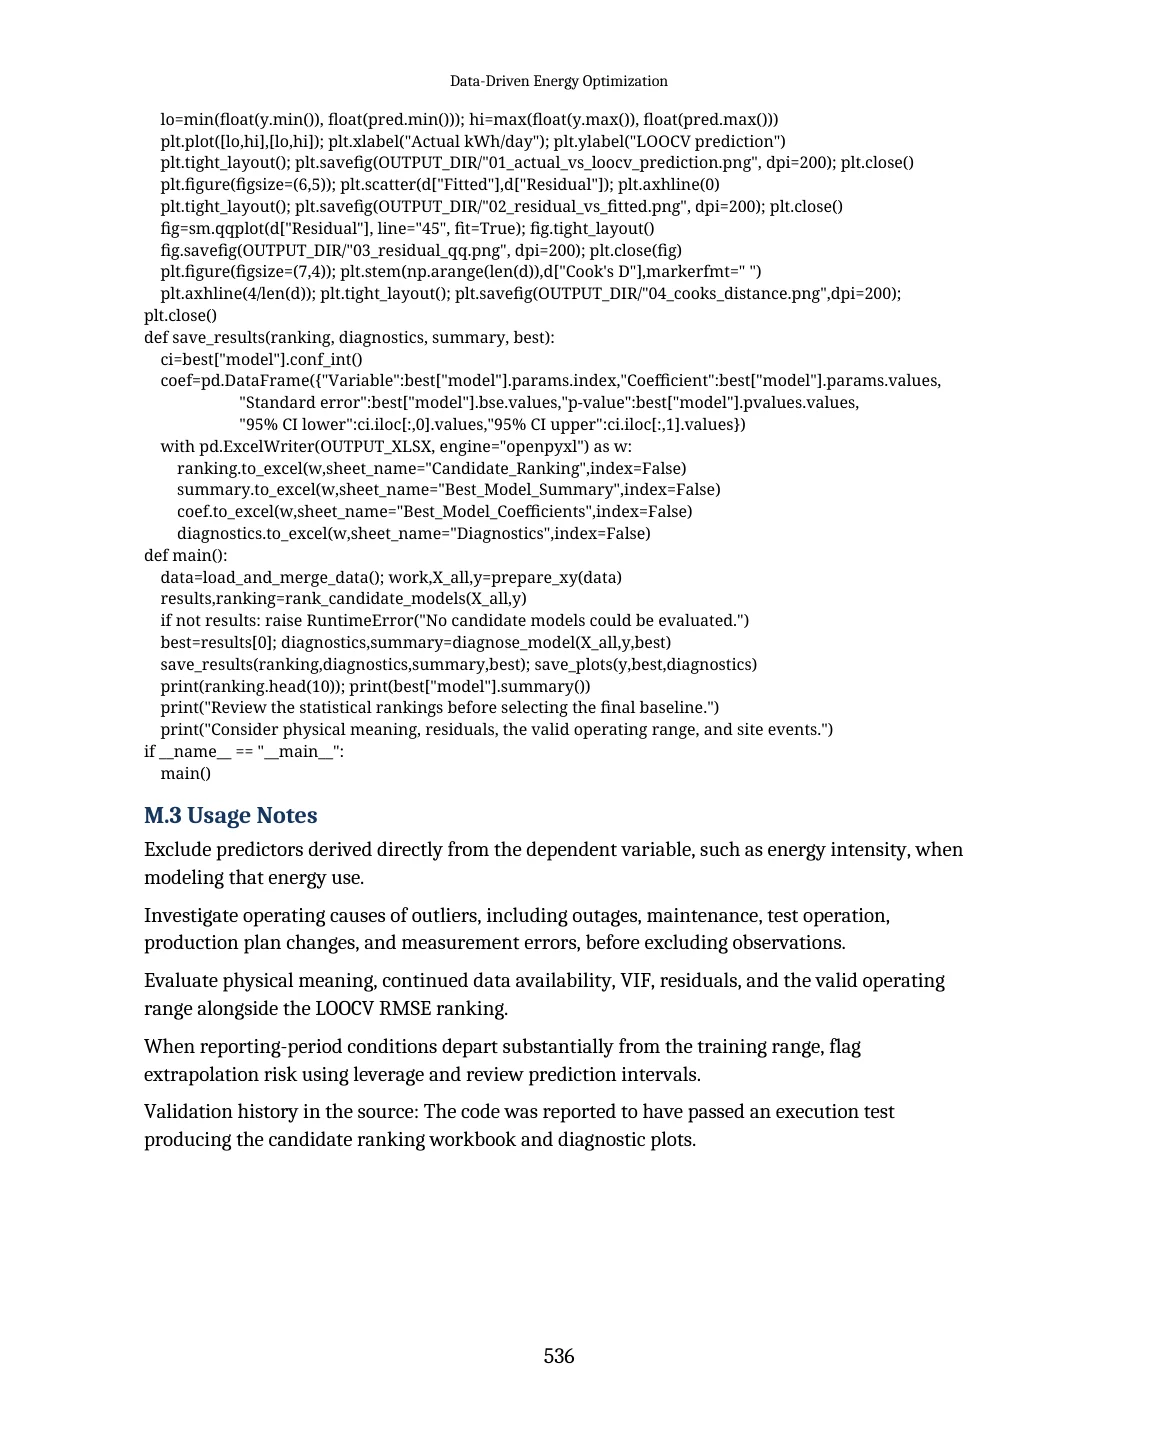 Data-Driven Energy Optimization
lo=min(float(y.min()), float(pred.min())); hi=max(float(y.max()), float(pred.max()))
plt.plot([lo,hi],[lo,hi]); plt.xlabel("Actual kWh/day"); plt.ylabel("LOOCV prediction")
plt.tight_layout(); plt.savefig(OUTPUT_DIR/"01_actual_vs_loocv_prediction.png", dpi=200); plt.close()
plt.figure(figsize=(6,5)); plt.scatter(d["Fitted"],d["Residual"]); plt.axhline(0)
plt.tight_layout(); plt.savefig(OUTPUT_DIR/"02_residual_vs_fitted.png", dpi=200); plt.close()
fig=sm.qqplot(d["Residual"], line="45", fit=True); fig.tight_layout()
fig.savefig(OUTPUT_DIR/"03_residual_qq.png", dpi=200); plt.close(fig)
plt.figure(figsize=(7,4)); plt.stem(np.arange(len(d)),d["Cook's D"],markerfmt=" ")
plt.axhline(4/len(d)); plt.tight_layout(); plt.savefig(OUTPUT_DIR/"04_cooks_distance.png",dpi=200);
plt.close()
def save_results(ranking, diagnostics, summary, best):
ci=best["model"].conf_int()
coef=pd.DataFrame({"Variable":best["model"].params.index,"Coefficient":best["model"].params.values,
"Standard error":best["model"].bse.values,"p-value":best["model"].pvalues.values,
"95% CI lower":ci.iloc[:,0].values,"95% CI upper":ci.iloc[:,1].values})
with pd.ExcelWriter(OUTPUT_XLSX, engine="openpyxl") as w:
ranking.to_excel(w,sheet_name="Candidate_Ranking",index=False)
summary.to_excel(w,sheet_name="Best_Model_Summary",index=False)
coef.to_excel(w,sheet_name="Best_Model_Coefficients",index=False)
diagnostics.to_excel(w,sheet_name="Diagnostics",index=False)
def main():
data=load_and_merge_data(); work,X_all,y=prepare_xy(data)
results,ranking=rank_candidate_models(X_all,y)
if not results: raise RuntimeError("No candidate models could be evaluated.")
best=results[0]; diagnostics,summary=diagnose_model(X_all,y,best)
save_results(ranking,diagnostics,summary,best); save_plots(y,best,diagnostics)
print(ranking.head(10)); print(best["model"].summary())
print("Review the statistical rankings before selecting the final baseline.")
print("Consider physical meaning, residuals, the valid operating range, and site events.")
if __name__ == "__main__":
main()
M.3 Usage Notes
Exclude predictors derived directly from the dependent variable, such as energy intensity, when
modeling that energy use.
Investigate operating causes of outliers, including outages, maintenance, test operation,
production plan changes, and measurement errors, before excluding observations.
Evaluate physical meaning, continued data availability, VIF, residuals, and the valid operating
range alongside the LOOCV RMSE ranking.
When reporting-period conditions depart substantially from the training range, flag
extrapolation risk using leverage and review prediction intervals.
Validation history in the source: The code was reported to have passed an execution test
producing the candidate ranking workbook and diagnostic plots.
536